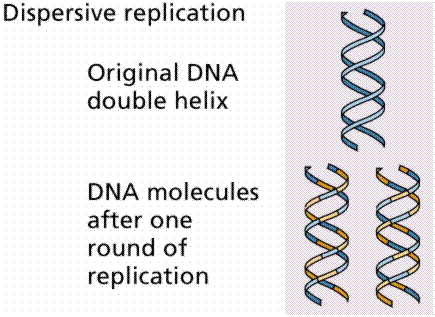 Dispersive replication
Original DNA
double helix
DNA molecules
after one
round of
replication